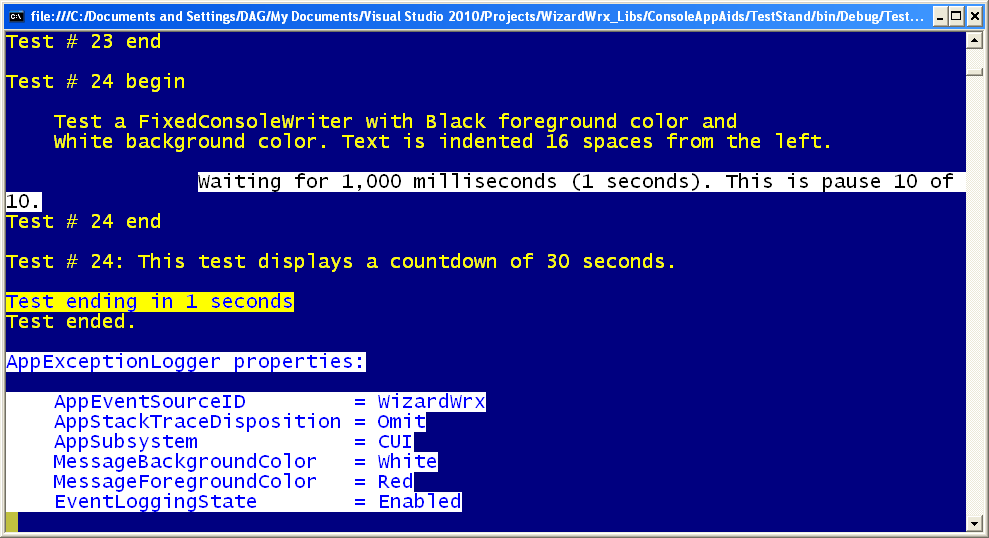 file:///C:/Documents and Settings/DAG/My Documents/Visual Studio 2010/Projects/WizardWrx_Libs/ConsoleAppAids/TestStand/bin/Debug/Test...
Test # 23 end
Test # 24 begin
Test a FixedConsoleWriter with Black foreground color and
White background color. Text is indented 16 spaces from the left.
Waiting for 1,000 milliseconds (1 seconds). This is pause 10 of
10.
Test # 24 end
Test # 24: This test displays a countdown of 30 seconds.
Test ending in 1 seconds
Test ended.
AppExceptionLogger properties:
AppEventSourceID = WizardWrx
AppStackTraceDisposition = Omit
AppSubsystem = CUI
MessageBackgroundColor = White
MessageForegroundColor = Red
EventLoggingState = Enabled